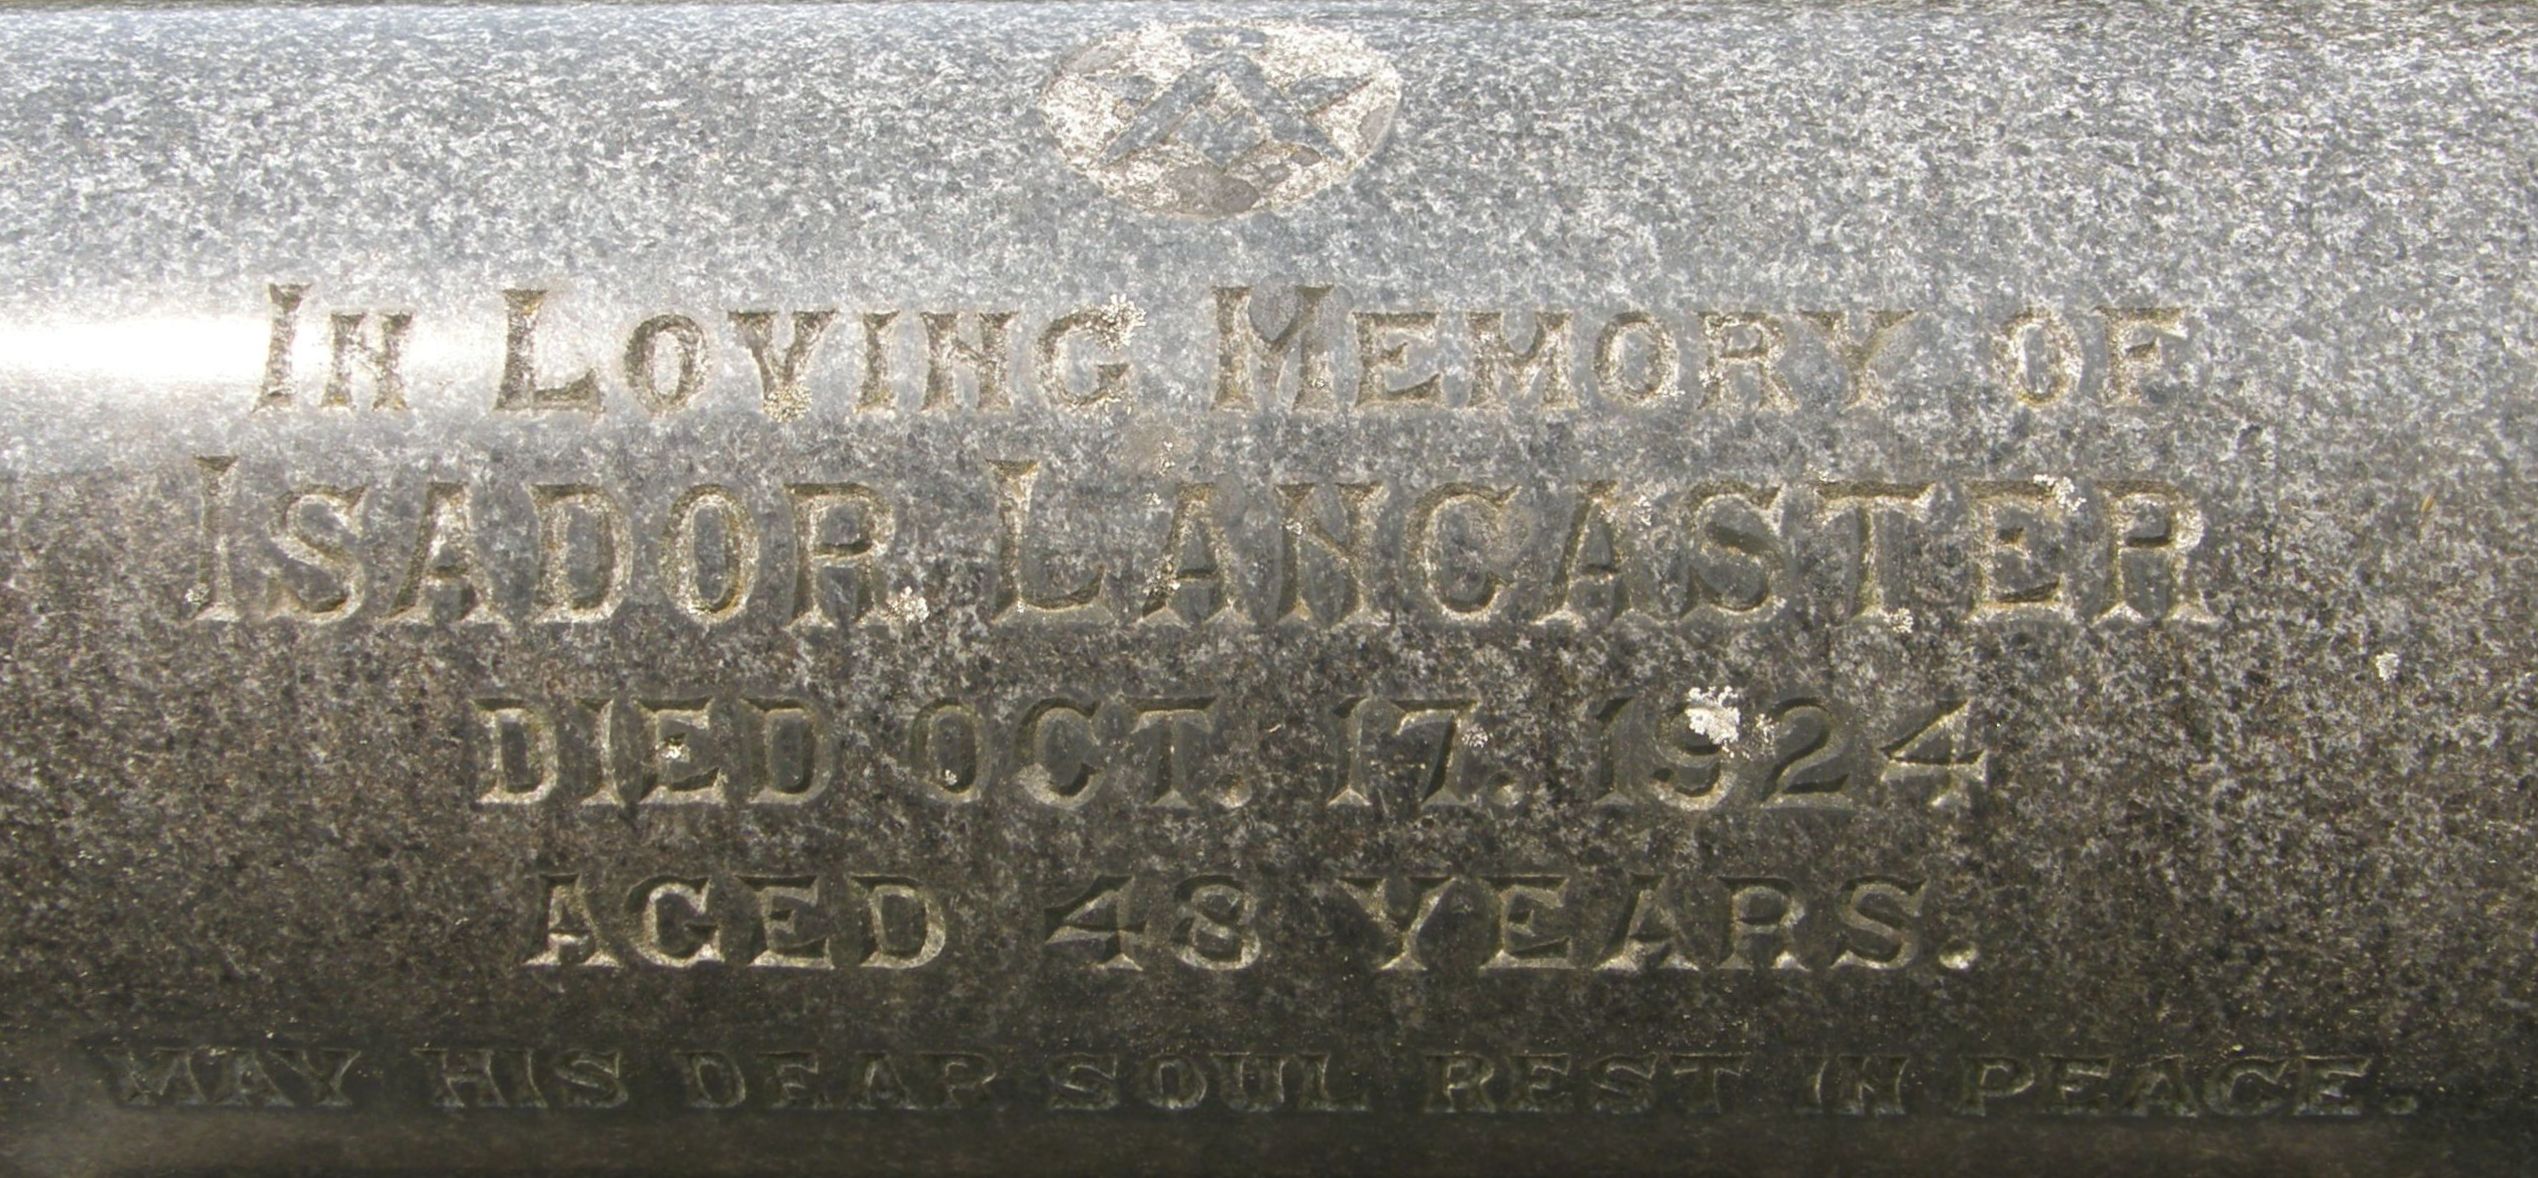 In Loving Memory of
Isador Lancaster
DIED OCT. 17. 1924
AGED 48 YEARS.
MAY HIS DEAR SOUL REST IN PEACE.